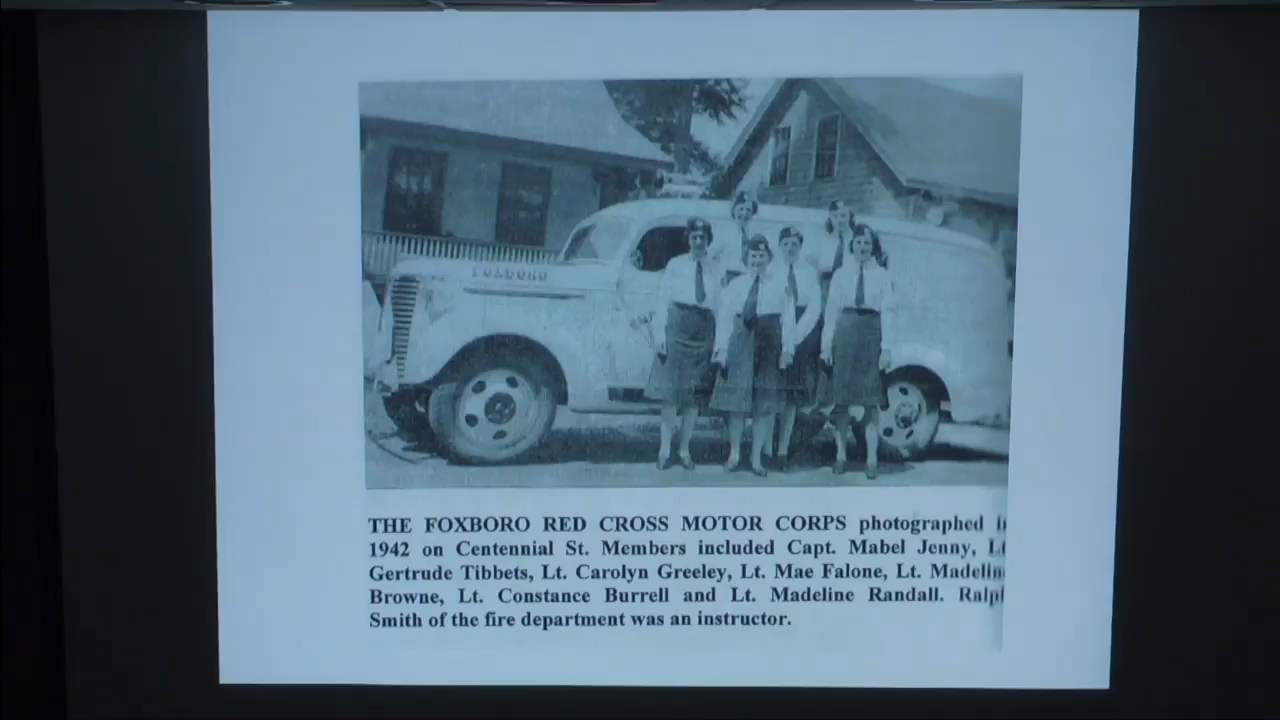 FOXBORO
THE FOXBORO RED CROSS MOTOR CORPS photographed
1942 on Centennial St. Members included Capt. Mabel Jenny,
Gertrude Tibbets, Lt. Carolyn Greeley, Lt. Mae Falone, Lt. Madelin
Browne, Lt. Constance Burrell and Lt. Madeline Randall. Ralp
Smith of the fire department was an instructor.